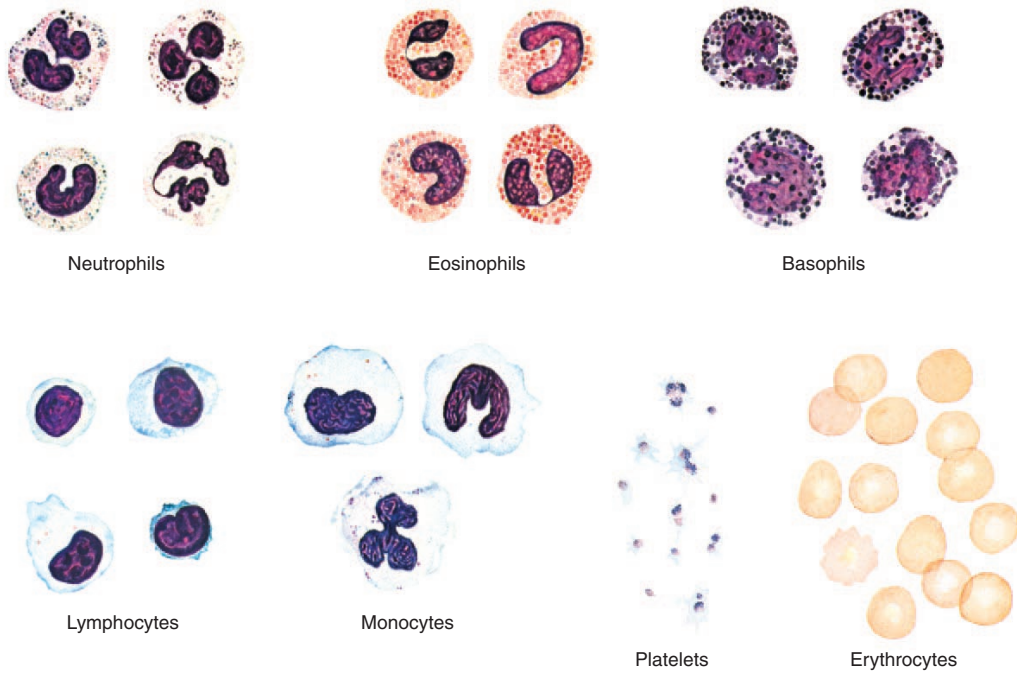 Neutrophils
Eosinophils
Basophils
Lymphocytes
Monocytes
Platelets
Erythrocytes